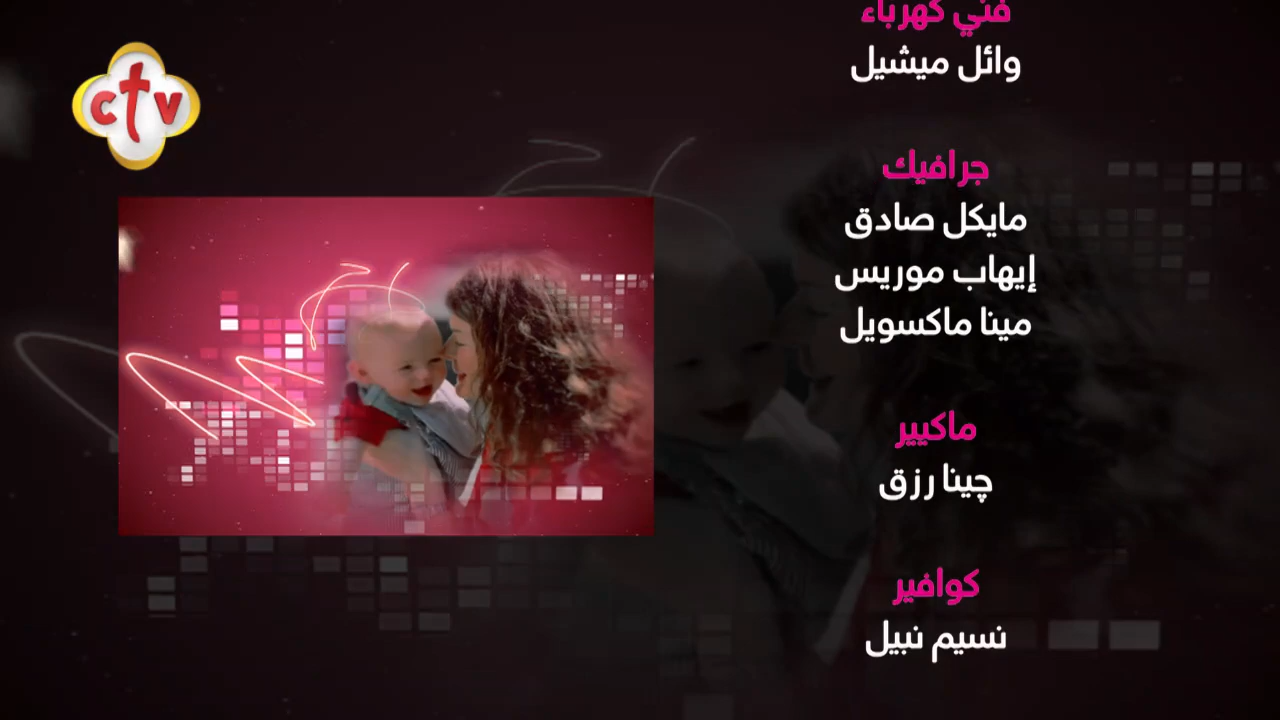 ctv
فني كهرباء
وائل ميشيل
جرافيك
مايكل صادق
إيهاب موريس
مينا ماكسويل
ماكيير
چينا رزق
كوافير
نسيم نبيل